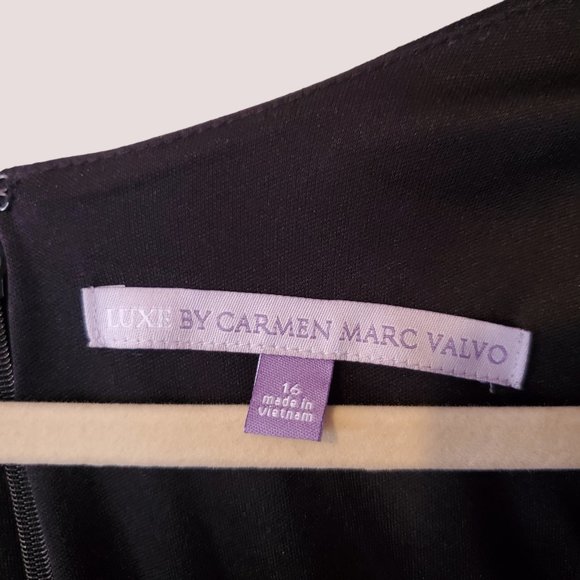 LUXE BY CARMEN MARC VALVO
16
made in
vietnam